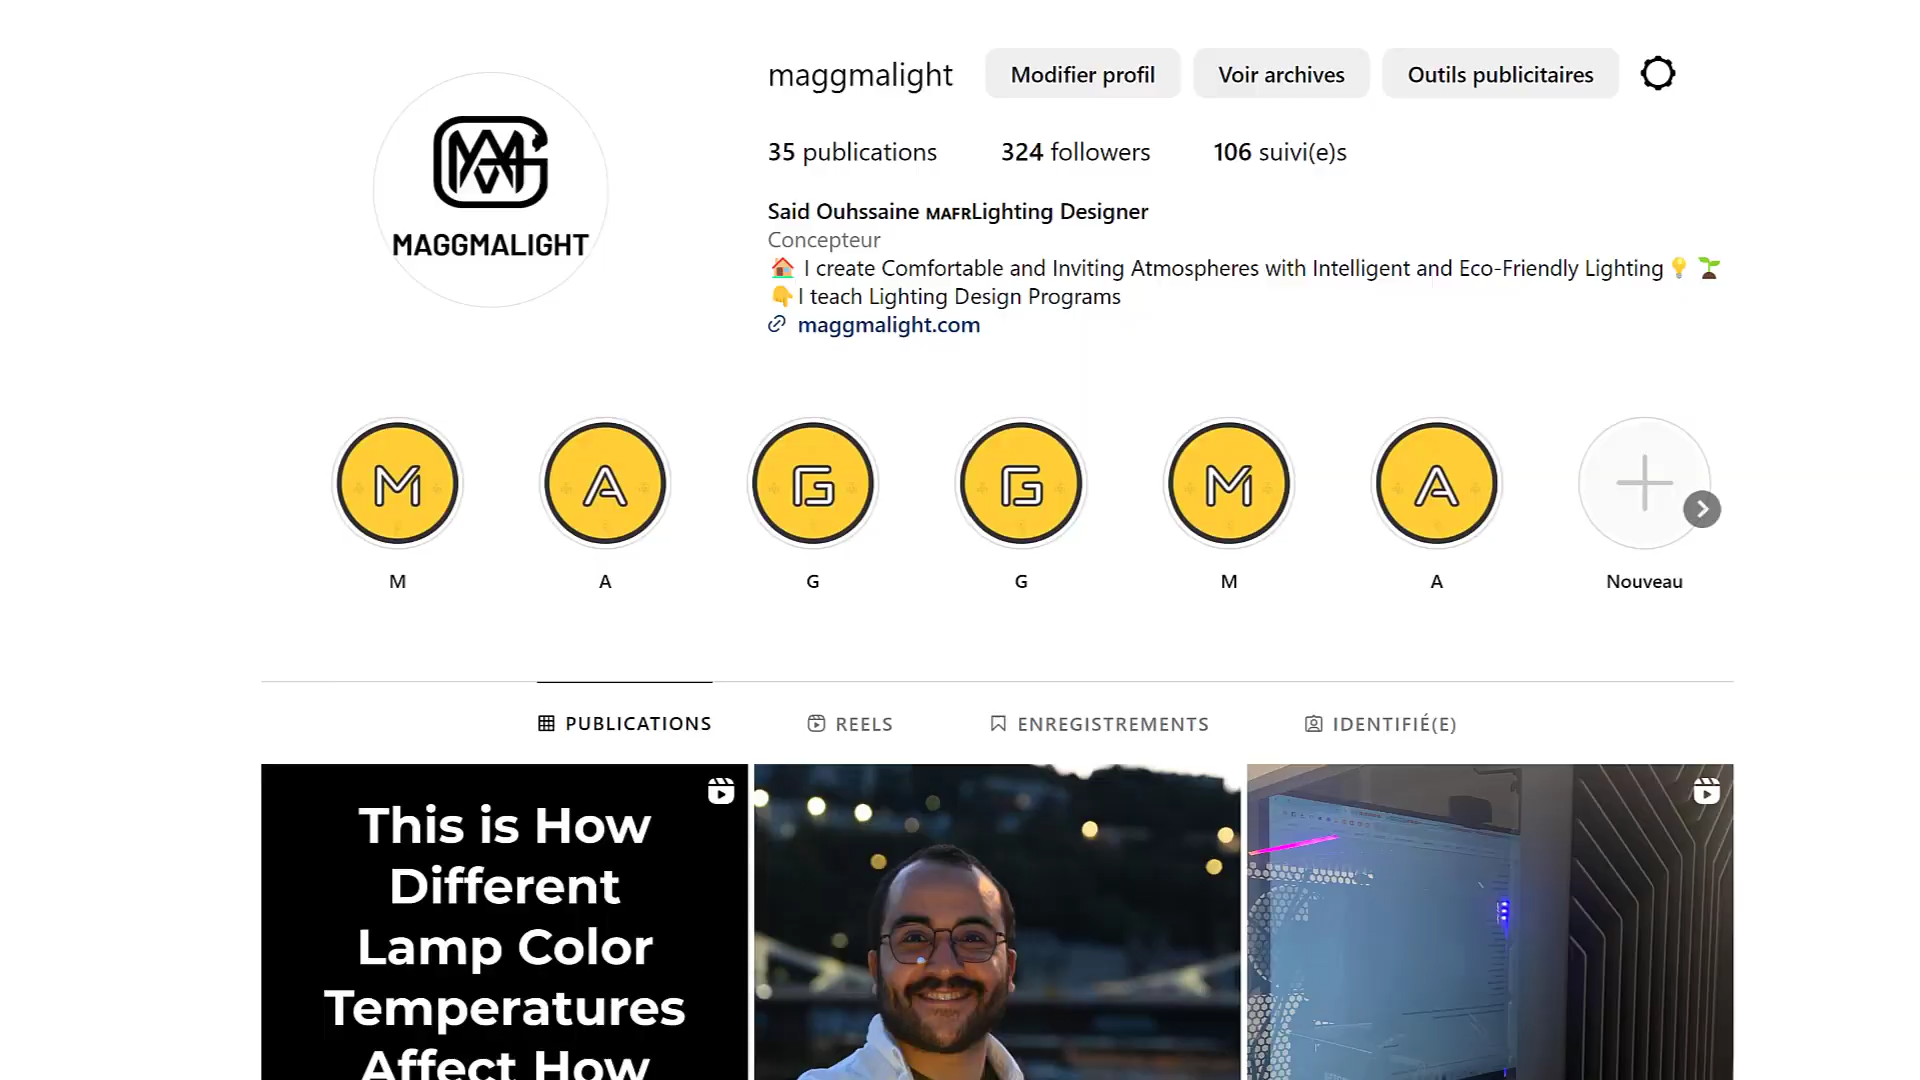 maggmalight
Modifier profil
Voir archives
Outils publicitaires
35 publications
324 followers
106 suivi(e)s
MAGGMALIGHT
Said Ouhssaine ᴍᴀғʀLighting Designer
Concepteur
🏠 I create Comfortable and Inviting Atmospheres with Intelligent and Eco-Friendly Lighting💡 🌱
👇I teach Lighting Design Programs
maggmalight.com
M
A
G
G
M
A
M
A
G
G
M
A
Nouveau
PUBLICATIONS
REELS
ENREGISTREMENTS
IDENTIFIÉ(E)
This is How
Different
Lamp Color
Temperatures
Affect How